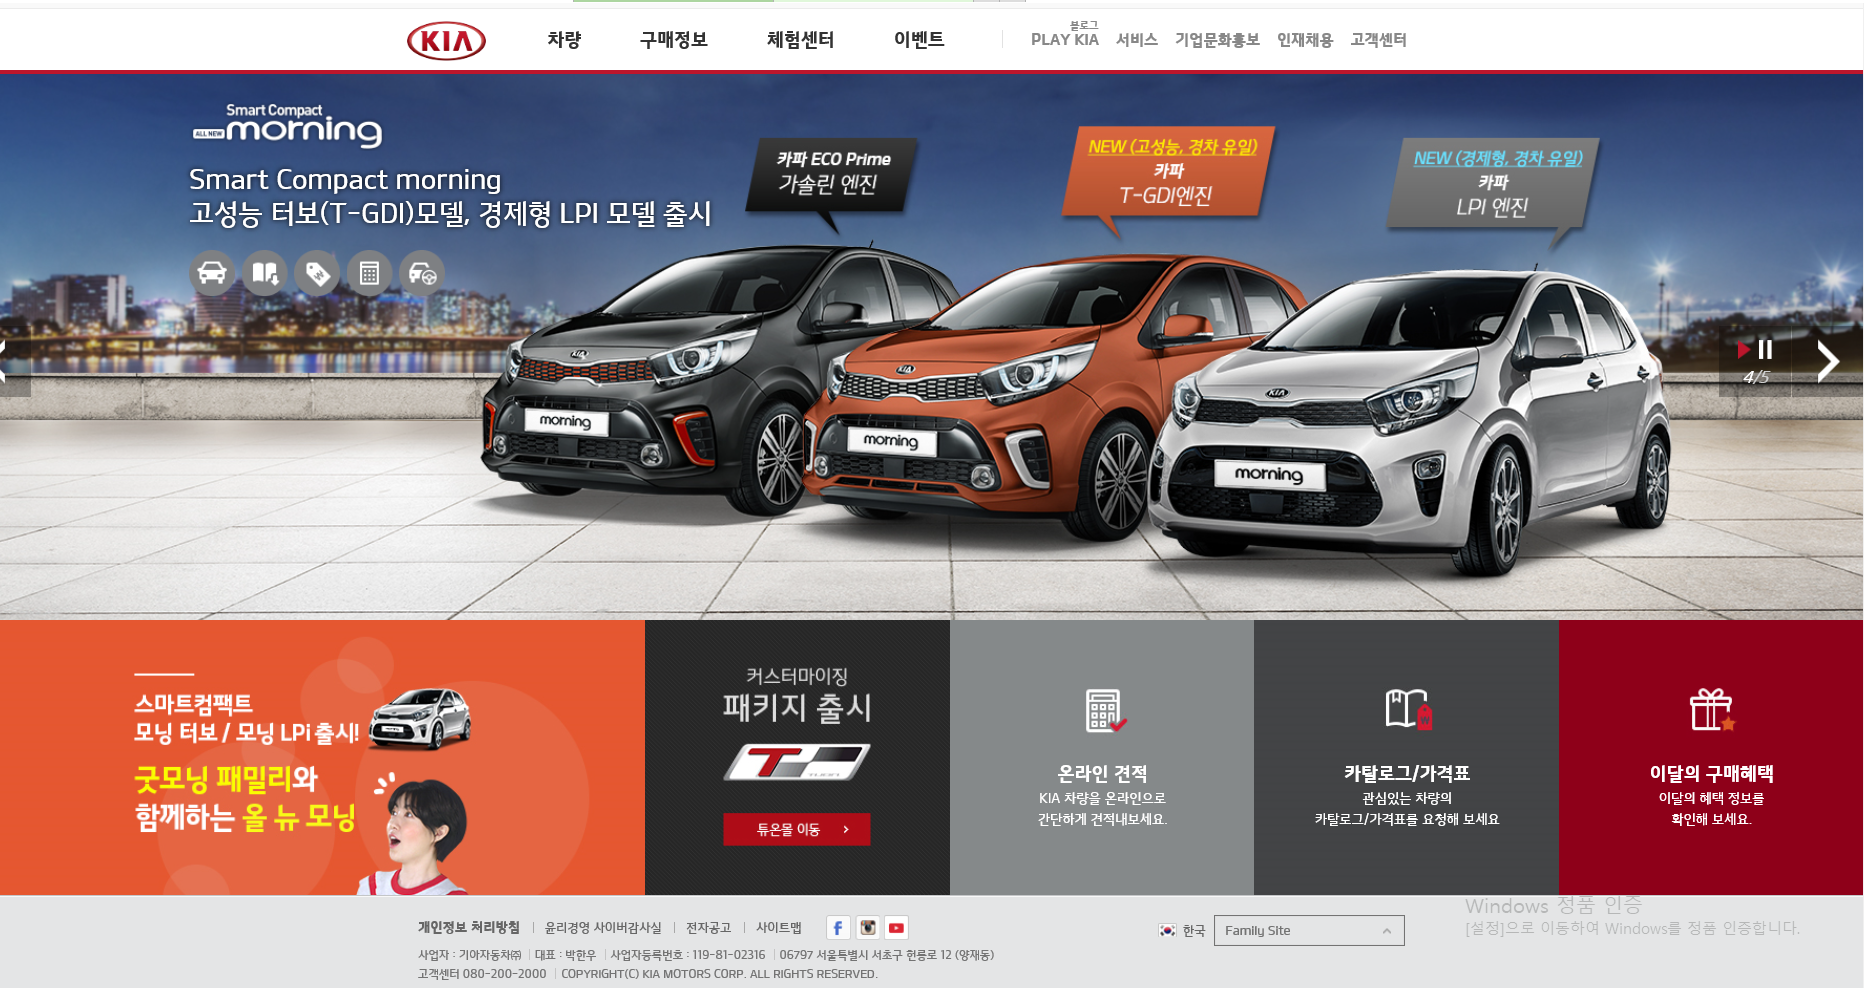 KIA
차량
구매정보
체험센터
이벤트
블로그
PLAY KIA
서비스
기업문화홍보
인재채용
고객센터
Smart Compact
ALL NEW morning
Smart Compact morning
고성능 터보(T-GDI)모델, 경제형 LPI 모델 출시
카파 ECO Prime
가솔린 엔진
NEW (고성능, 경차 유일)
카파
T-GDI엔진
NEW (경제형, 경차 유일)
카파
LPI 엔진
W
KIA
morning
KIA
morning
KIA
morning
4/5
스마트컴팩트
모닝 터보 / 모닝 LPi 출시!
굿모닝 패밀리와
함께하는 올 뉴 모닝
커스터마이징
패키지 출시
T
튜온몰 이동
온라인 견적
KIA 차량을 온라인으로
간단하게 견적내보세요.
W
카탈로그/가격표
관심있는 차량의
카탈로그/가격표를 요청해 보세요
이달의 구매혜택
이달의 혜택 정보를
확인해 보세요.
개인정보 처리방침 | 윤리경영 사이버감사실 | 전자공고 | 사이트맵
한국
Family Site
Windows 정품 인증
[설정]으로 이동하여 Windows를 정품 인증합니다.
사업자 : 기아자동차㈜ | 대표 : 박한우 | 사업자등록번호 : 119-81-02316 | 06797 서울특별시 서초구 헌릉로 12 (양재동)
고객센터 080-200-2000 | COPYRIGHT(C) KIA MOTORS CORP. ALL RIGHTS RESERVED.